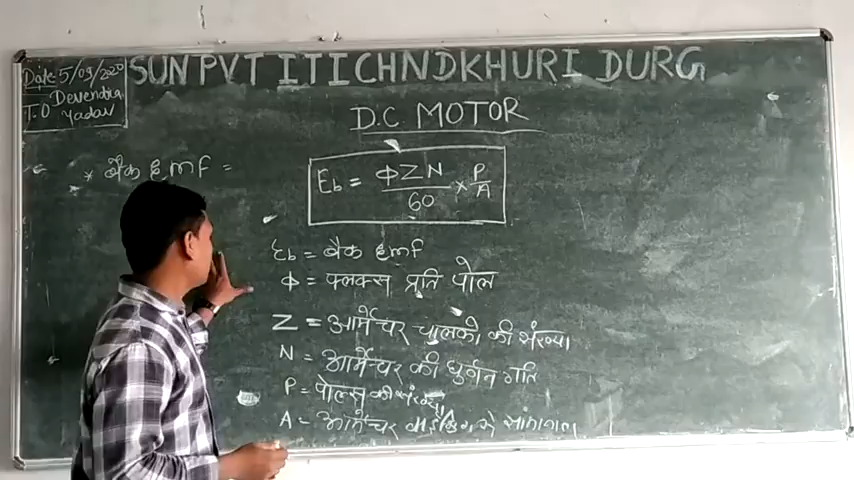 Date 5/09/2020
T.O Devendra Yadav
SUN PVT ITI CHNDKHURI DURG
D.C MOTOR
* बैक EMF =
Eb = ΦZN/60 × P/A
Eb = बैक emf
Φ = फ्लक्स प्रति पोल
Z = आर्मेचर चालको की संख्या
N = आर्मेचर की घुर्णन गति
P = पोल्स की संख्या
A = आर्मेचर वाइंडिंग मे